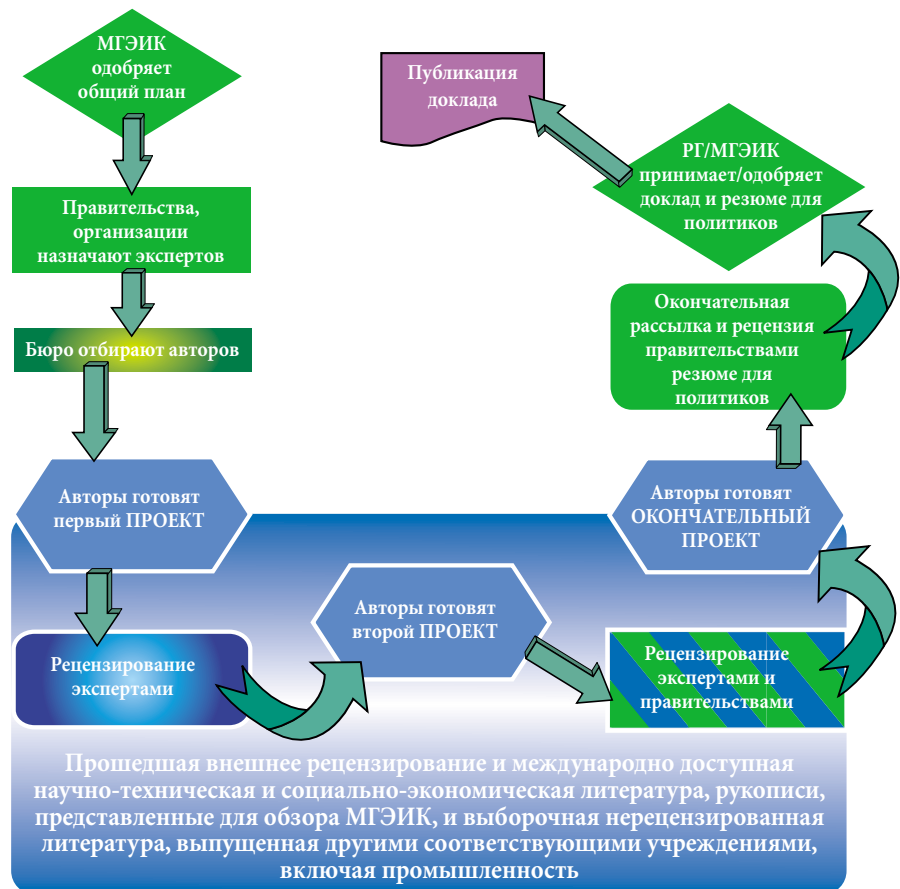 МГЭИК
одобряет
общий план
Правительства,
организации
назначают экспертов
Бюро отбирают авторов
Авторы готовят
первый ПРОЕКТ
Рецензирование
экспертами
Авторы готовят
второй ПРОЕКТ
Рецензирование
экспертами и
правительствами
Авторы готовят
ОКОНЧАТЕЛЬНЫЙ
ПРОЕКТ
Окончательная
рассылка и рецензия
правительствами
резюме для
политиков
РГ/МГЭИК
принимает/одобряет
доклад и резюме для
политиков
Публикация
доклада
Прошедшая внешнее рецензирование и международно доступная
научно-техническая и социально-экономическая литература, рукописи,
представленные для обзора МГЭИК, и выборочная нерецензированная
литература, выпущенная другими соответствующими учреждениями,
включая промышленность